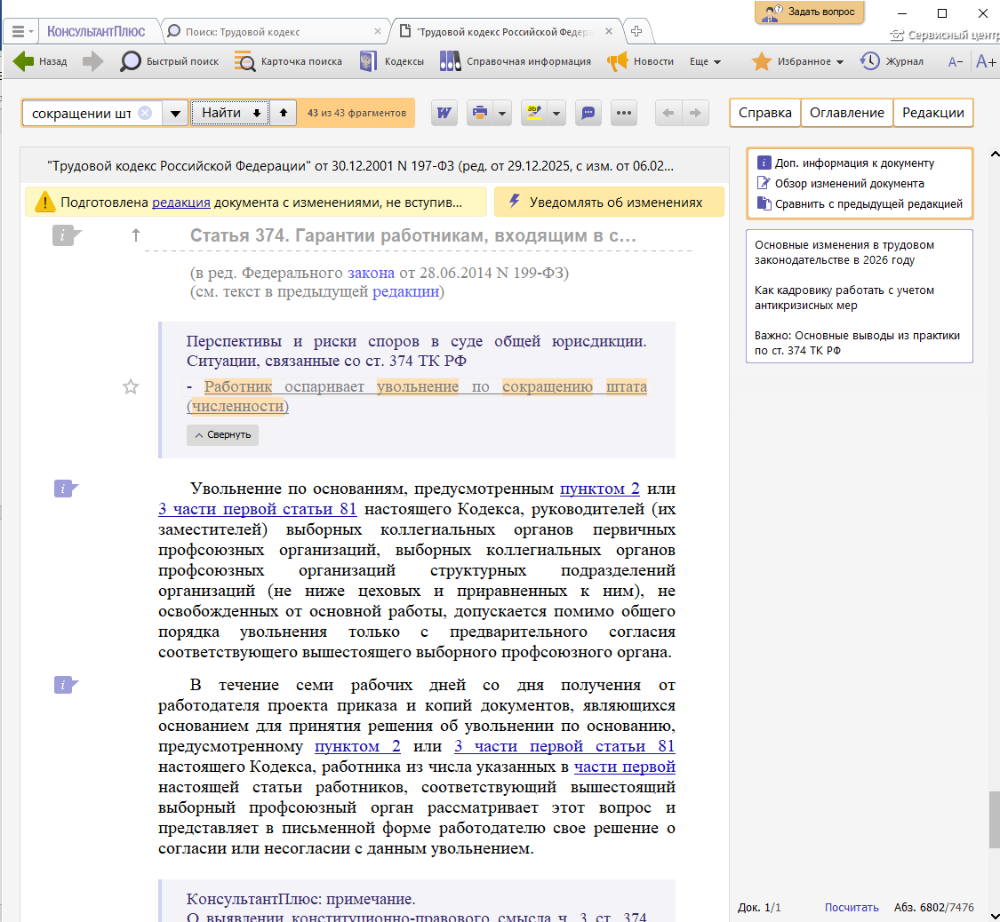 Задать вопрос
КонсультантПлюс
Поиск: Трудовой кодекс
"Трудовой кодекс Российской Федера
Сервисный центр
Назад
Быстрый поиск
Карточка поиска
Кодексы
Справочная информация
Новости
Еще
Избранное
Журнал
A−
A+
сокращении шт
Найти
43 из 43 фрагментов
W
ab
Справка
Оглавление
Редакции
"Трудовой кодекс Российской Федерации" от 30.12.2001 N 197-ФЗ (ред. от 29.12.2025, с изм. от 06.02...
Подготовлена редакция документа с изменениями, не вступив...
Уведомлять об изменениях
i
Статья 374. Гарантии работникам, входящим в с...
(в ред. Федерального закона от 28.06.2014 N 199-ФЗ)
(см. текст в предыдущей редакции)
Перспективы и риски споров в суде общей юрисдикции.
Ситуации, связанные со ст. 374 ТК РФ
- Работник оспаривает увольнение по сокращению штата
(численности)
Свернуть
i
Увольнение по основаниям, предусмотренным пунктом 2 или
3 части первой статьи 81 настоящего Кодекса, руководителей (их
заместителей) выборных коллегиальных органов первичных
профсоюзных организаций, выборных коллегиальных органов
профсоюзных организаций структурных подразделений
организаций (не ниже цеховых и приравненных к ним), не
освобожденных от основной работы, допускается помимо общего
порядка увольнения только с предварительного согласия
соответствующего вышестоящего выборного профсоюзного органа.
i
В течение семи рабочих дней со дня получения от
работодателя проекта приказа и копий документов, являющихся
основанием для принятия решения об увольнении по основанию,
предусмотренному пунктом 2 или 3 части первой статьи 81
настоящего Кодекса, работника из числа указанных в части первой
настоящей статьи работников, соответствующий вышестоящий
выборный профсоюзный орган рассматривает этот вопрос и
представляет в письменной форме работодателю свое решение о
согласии или несогласии с данным увольнением.
КонсультантПлюс: примечание.
О выявлении конституционно-правового смысла ч. 3 ст. 374
i Доп. информация к документу
Обзор изменений документа
Сравнить с предыдущей редакцией
Основные изменения в трудовом
законодательстве в 2026 году
Как кадровику работать с учетом
антикризисных мер
Важно: Основные выводы из практики
по ст. 374 ТК РФ
Док. 1/1
Посчитать
Абз. 6802/7476